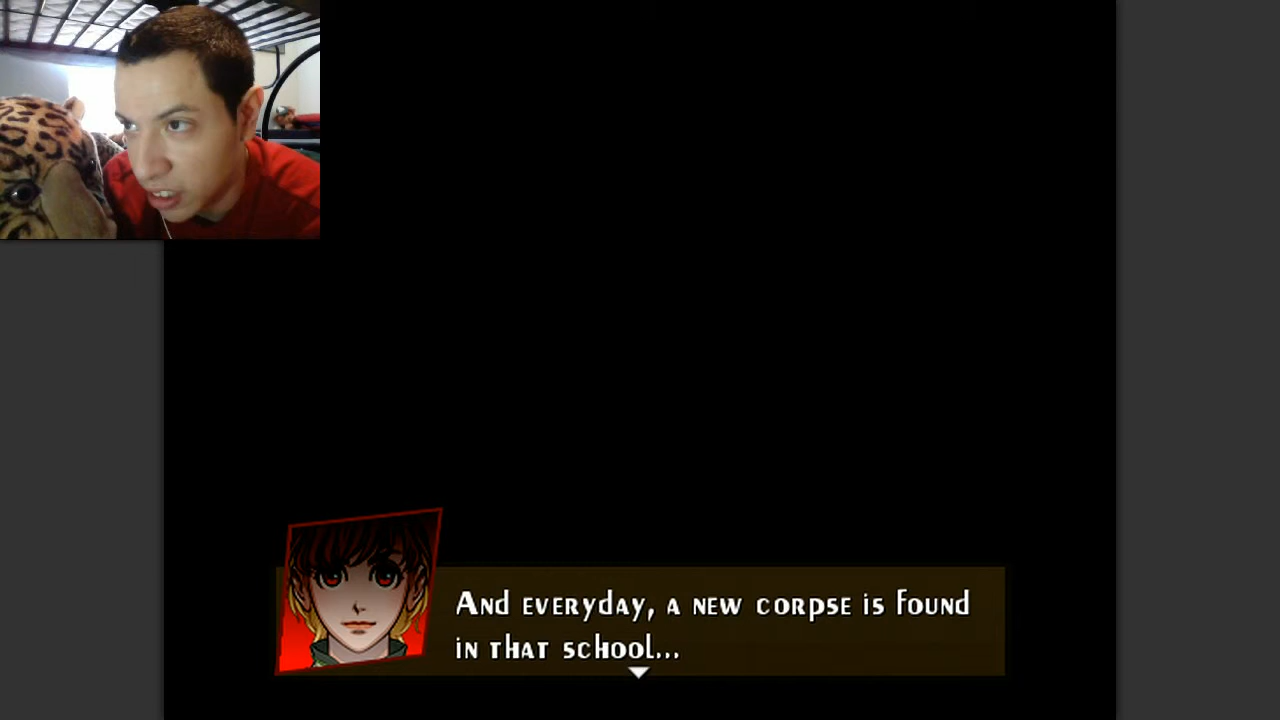 And everyday, a new corpse is found
in that school...